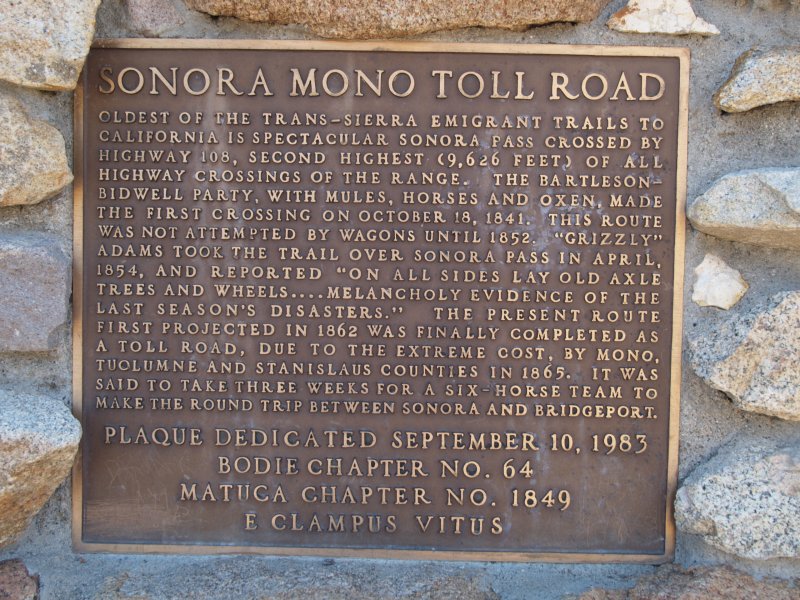 SONORA MONO TOLL ROAD
OLDEST OF THE TRANS-SIERRA EMIGRANT TRAILS TO
CALIFORNIA IS SPECTACULAR SONORA PASS CROSSED BY
HIGHWAY 108, SECOND HIGHEST (9,626 FEET) OF ALL
HIGHWAY CROSSINGS OF THE RANGE. THE BARTLESON-
BIDWELL PARTY, WITH MULES, HORSES AND OXEN, MADE
THE FIRST CROSSING ON OCTOBER 18, 1841. THIS ROUTE
WAS NOT ATTEMPTED BY WAGONS UNTIL 1852. "GRIZZLY"
ADAMS TOOK THE TRAIL OVER SONORA PASS IN APRIL,
1854, AND REPORTED "ON ALL SIDES LAY OLD AXLE
TREES AND WHEELS....MELANCHOLY EVIDENCE OF THE
LAST SEASON'S DISASTERS." THE PRESENT ROUTE
FIRST PROJECTED IN 1862 WAS FINALLY COMPLETED AS
A TOLL ROAD, DUE TO THE EXTREME COST, BY MONO,
TUOLUMNE AND STANISLAUS COUNTIES IN 1865. IT WAS
SAID TO TAKE THREE WEEKS FOR A SIX-HORSE TEAM TO
MAKE THE ROUND TRIP BETWEEN SONORA AND BRIDGEPORT.
PLAQUE DEDICATED SEPTEMBER 10, 1983
BODIE CHAPTER NO. 64
MATUCA CHAPTER NO. 1849
E CLAMPUS VITUS